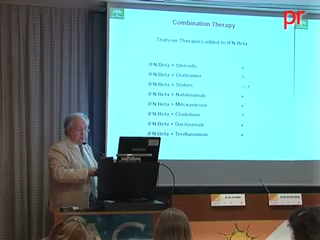 pr
Combination Therapy
Trials on Therapies added to IFN Beta
IFN Beta + Steroids +
IFN Beta + Glatiramer
IFN Beta + Statins - / ?
IFN Beta + Natalizumab +
IFN Beta + Mitoxantrone +
IFN Beta + Cladribine
IFN Beta + Daclizumab +
IFN Beta + Teriflunomide +